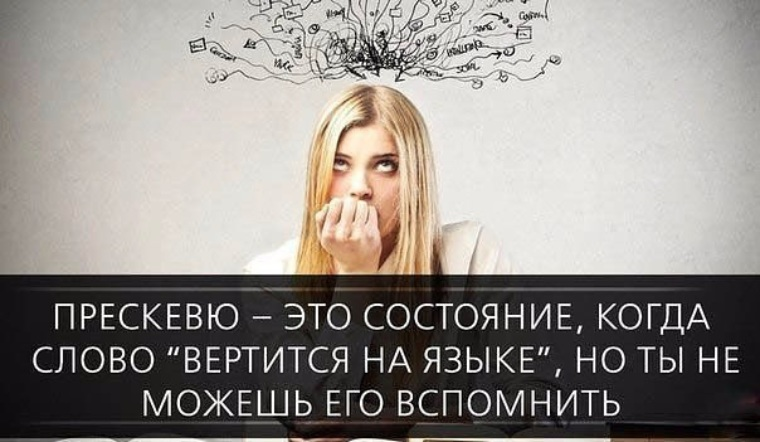 ПРЕСКЕВЮ – ЭТО СОСТОЯНИЕ, КОГДА
СЛОВО “ВЕРТИТСЯ НА ЯЗЫКЕ”, НО ТЫ НЕ
МОЖЕШЬ ЕГО ВСПОМНИТЬ